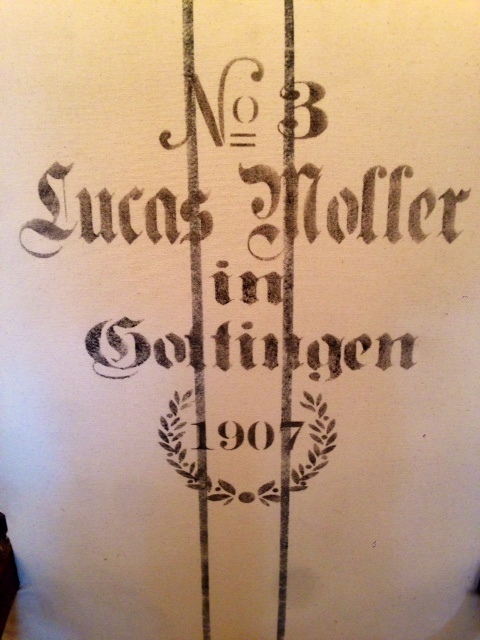 No 3
Lucas Moller
in
Gottingen
1907